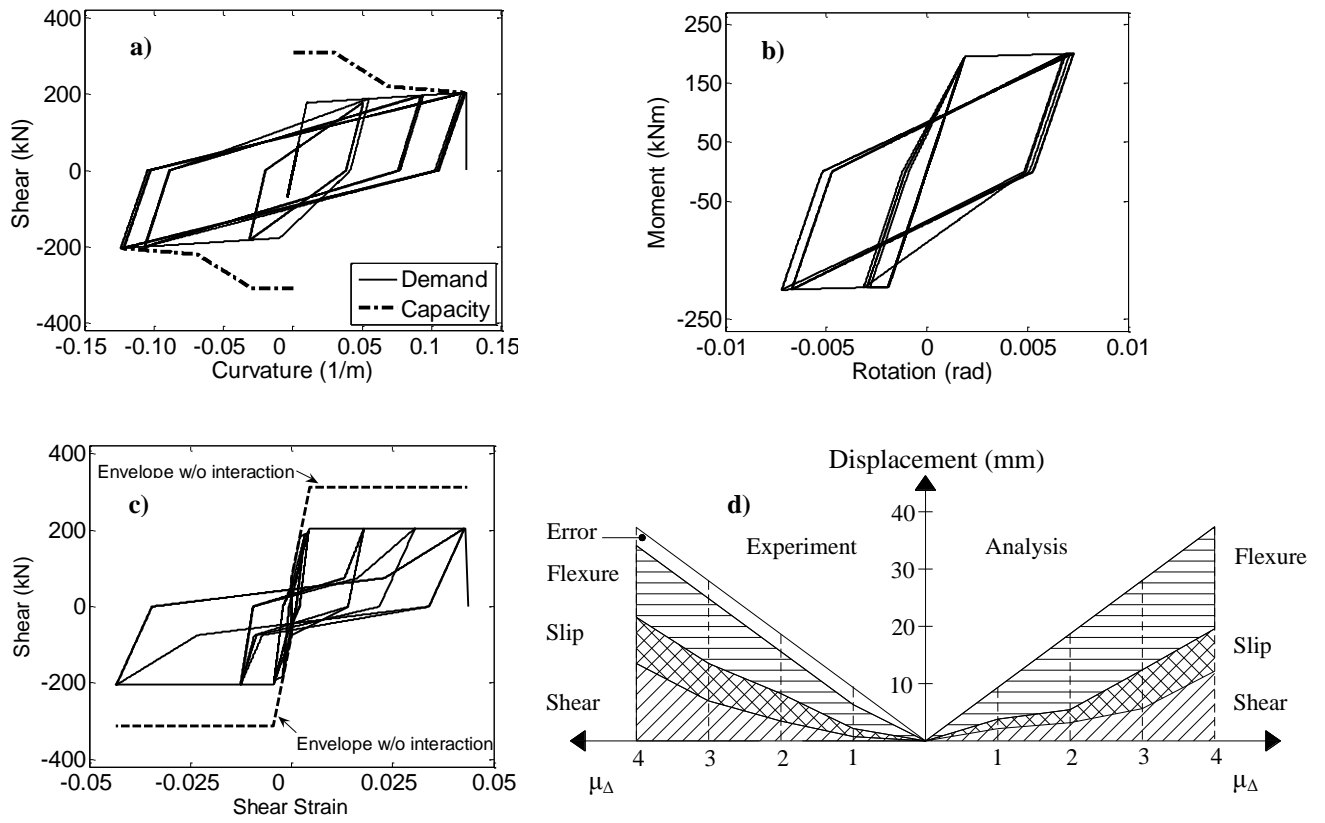 a)
400
200
0
-200
-400
Shear (kN)
-0.15
-0.10
-0.05
0
0.05
0.10
0.15
Curvature (1/m)
Demand
Capacity
b)
250
150
50
-50
-250
Moment (kNm)
-0.01
-0.005
0
0.005
0.01
Rotation (rad)
c)
400
200
0
-200
-400
Shear (kN)
Envelope w/o interaction
Envelope w/o interaction
-0.05
-0.025
0
0.025
0.05
Shear Strain
Displacement (mm)
d)
40
30
20
10
Error
Flexure
Slip
Shear
Experiment
Analysis
Flexure
Slip
Shear
4
3
2
1
1
2
3
4
μΔ
μΔ